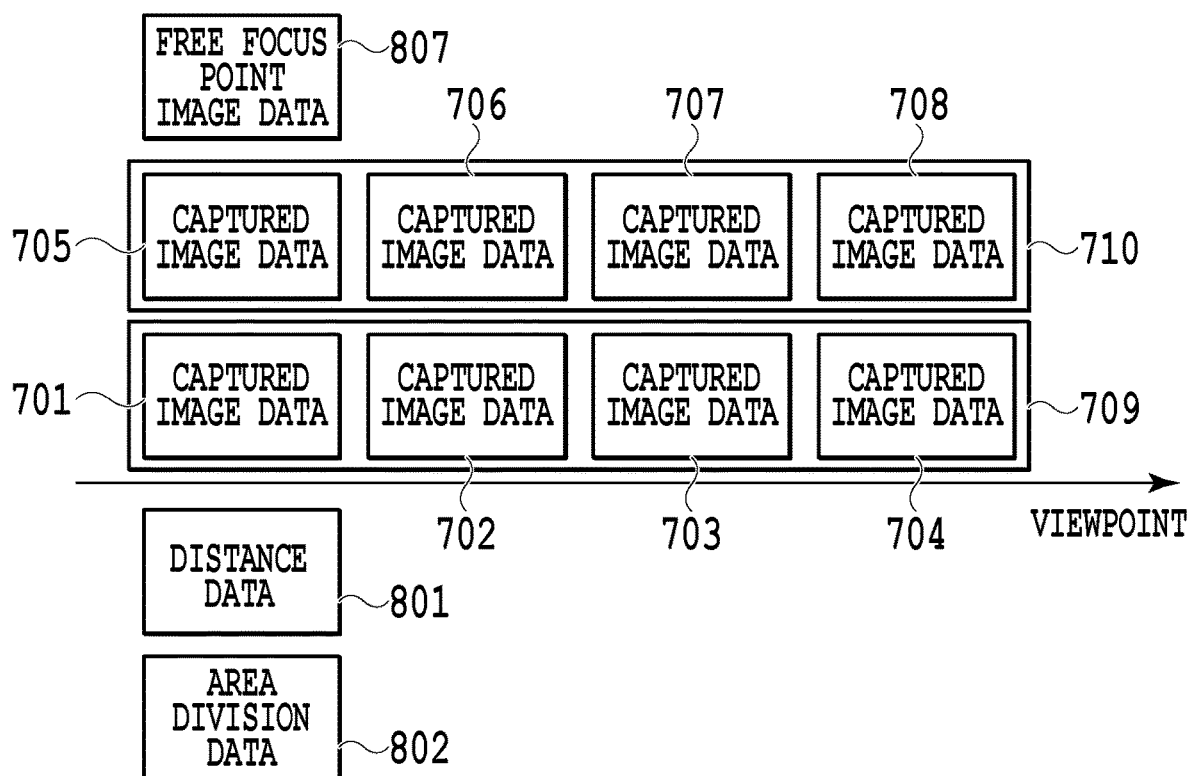 FREE FOCUS
POINT
IMAGE DATA
807
706
707
708
705
CAPTURED
IMAGE DATA
CAPTURED
IMAGE DATA
CAPTURED
IMAGE DATA
CAPTURED
IMAGE DATA
710
701
CAPTURED
IMAGE DATA
CAPTURED
IMAGE DATA
CAPTURED
IMAGE DATA
CAPTURED
IMAGE DATA
709
702
703
704
VIEWPOINT
DISTANCE
DATA
801
AREA
DIVISION
DATA
802